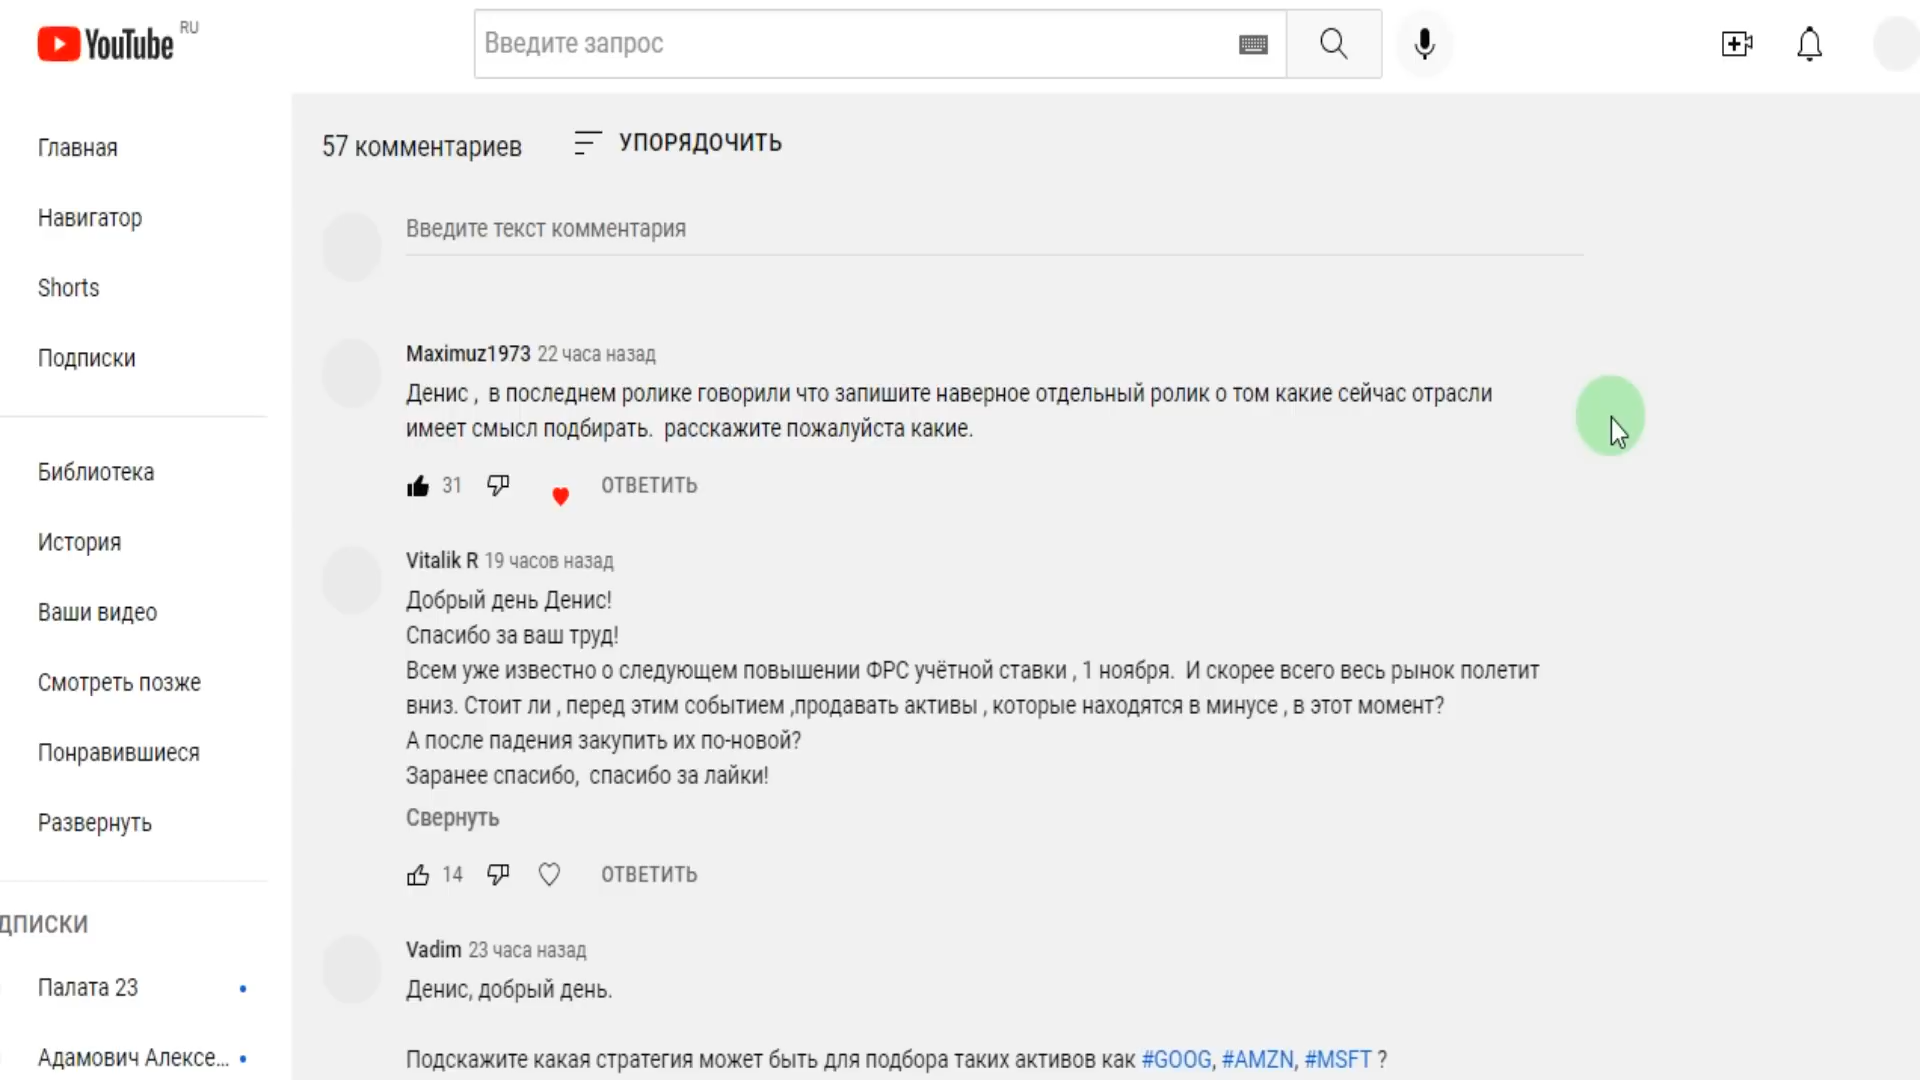 YouTube RU
Введите запрос
Главная
Навигатор
Shorts
Подписки
Библиотека
История
Ваши видео
Смотреть позже
Понравившиеся
Развернуть
дписки
Палата 23
Адамович Алексе...
57 комментариев
УПОРЯДОЧИТЬ
Введите текст комментария
Maximuz1973 22 часа назад
Денис , в последнем ролике говорили что запишите наверное отдельный ролик о том какие сейчас отрасли
имеет смысл подбирать. расскажите пожалуйста какие.
31
ОТВЕТИТЬ
Vitalik R 19 часов назад
Добрый день Денис!
Спасибо за ваш труд!
Всем уже известно о следующем повышении ФРС учётной ставки , 1 ноября. И скорее всего весь рынок полетит
вниз. Стоит ли , перед этим событием ,продавать активы , которые находятся в минусе , в этот момент?
А после падения закупить их по-новой?
Заранее спасибо, спасибо за лайки!
Свернуть
14
ОТВЕТИТЬ
Vadim 23 часа назад
Денис, добрый день.
Подскажите какая стратегия может быть для подбора таких активов как #GOOG, #AMZN, #MSFT ?